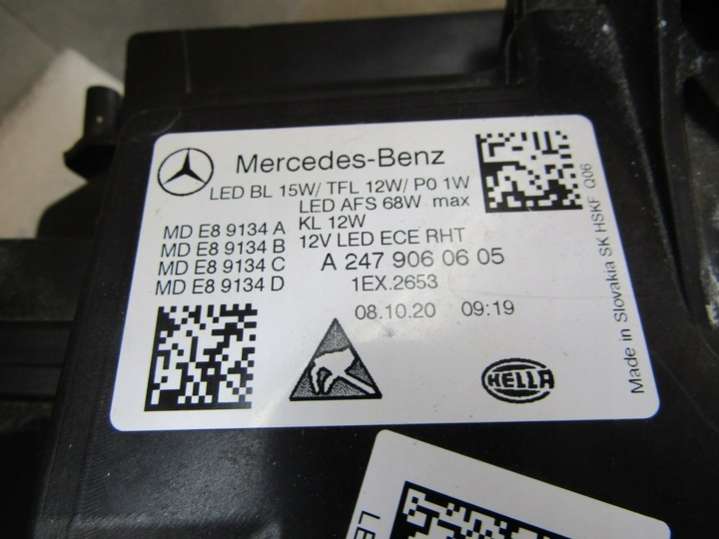 Mercedes-Benz
LED BL 15W/ TFL 12W/ P0 1W
LED AFS 68W max
KL 12W
12V LED ECE RHT
MD E8 9134 A
MD E8 9134 B
MD E8 9134 C
MD E8 9134 D
A 247 906 06 05
1EX.2653
08.10.20 09:19
HELLA
Made in Slovakia SK HSKF Q06
LE